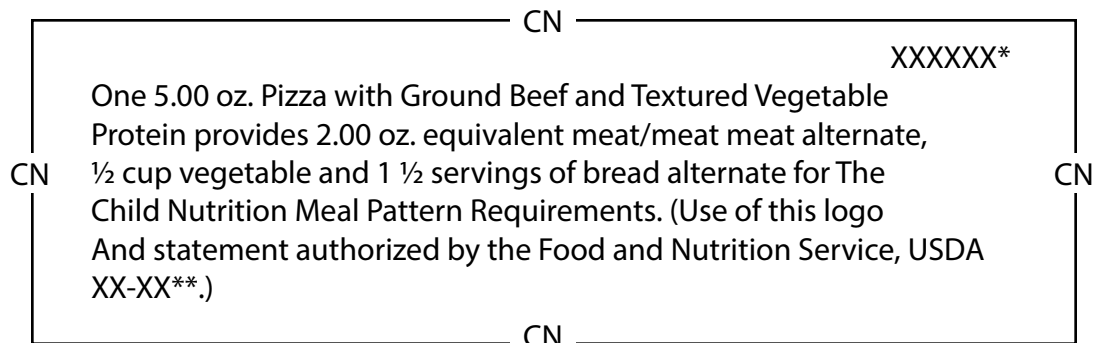 CN
XXXXXX*
One 5.00 oz. Pizza with Ground Beef and Textured Vegetable
Protein provides 2.00 oz. equivalent meat/meat meat alternate,
CN ½ cup vegetable and 1 ½ servings of bread alternate for The CN
Child Nutrition Meal Pattern Requirements. (Use of this logo
And statement authorized by the Food and Nutrition Service, USDA
XX-XX**.)
CN